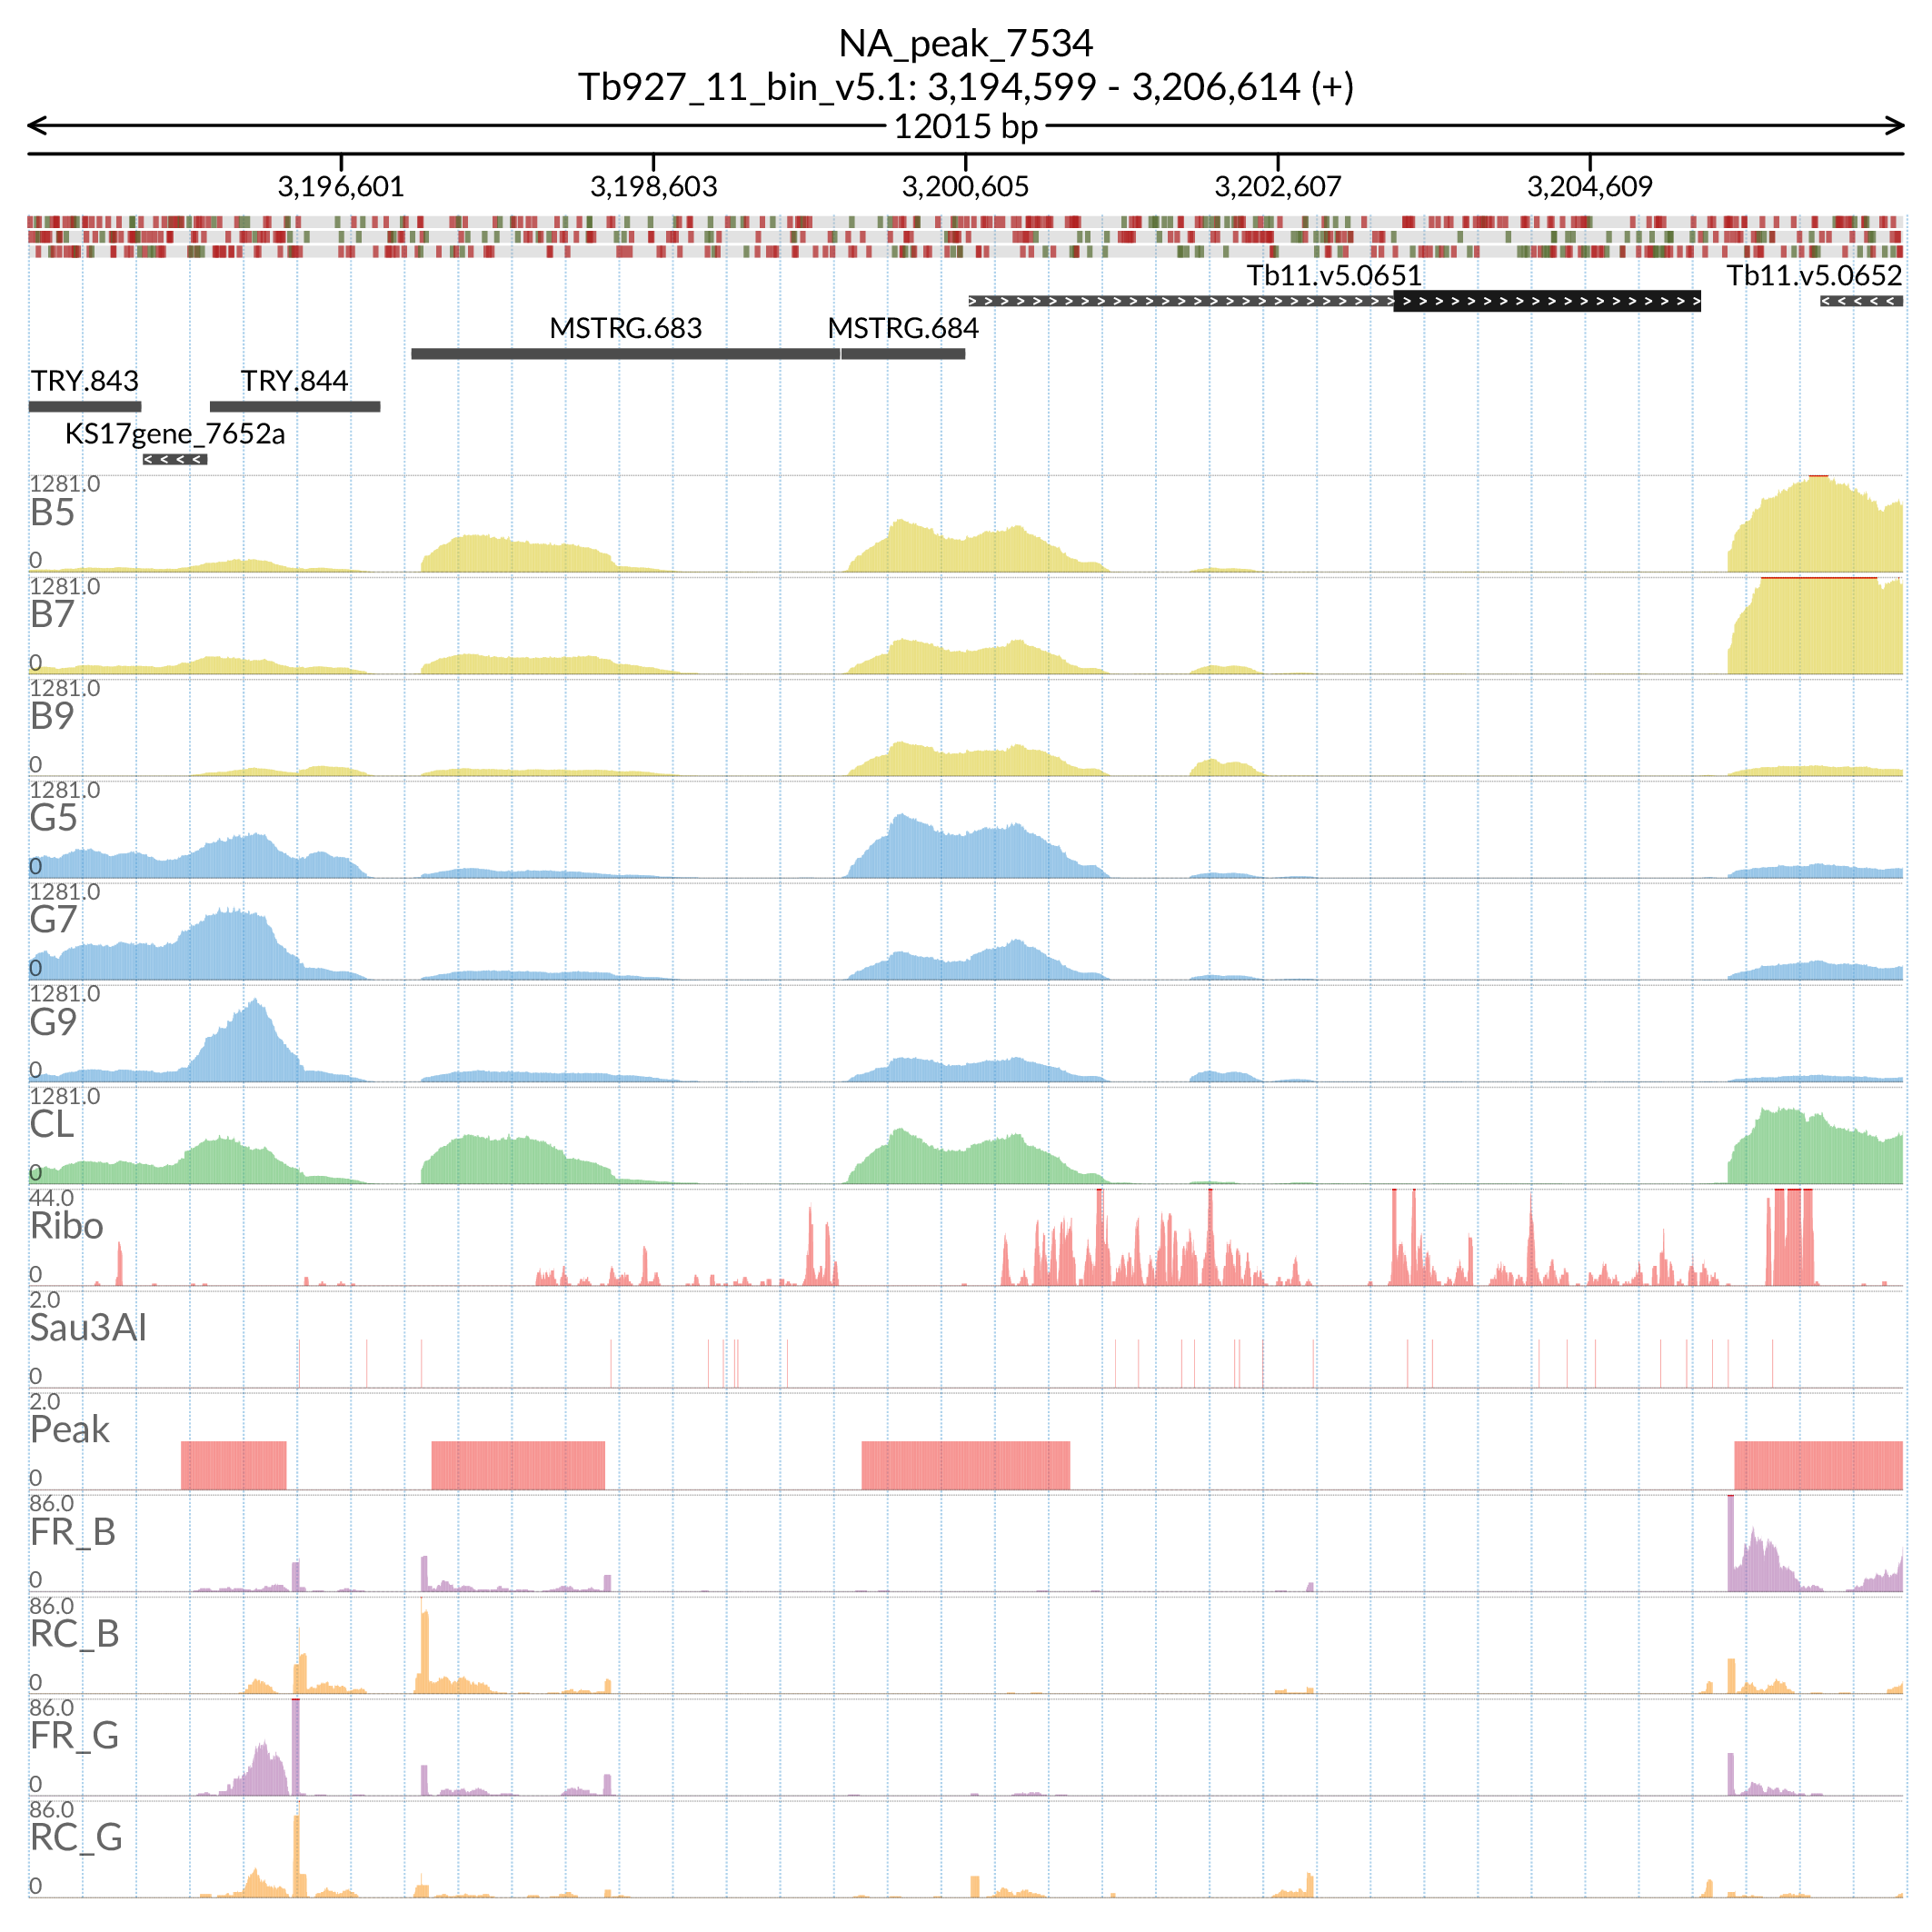 NA_peak_7534
Tb927_11_bin_v5.1: 3,194,599 - 3,206,614 (+)
12015 bp
3,196,601 3,198,603 3,200,605 3,202,607 3,204,609
Tb11.v5.0651 Tb11.v5.0652
MSTRG.683 MSTRG.684
TRY.843 TRY.844
KS17gene_7652a
1281.0
B5
0
1281.0
B7
0
1281.0
B9
0
1281.0
G5
0
1281.0
G7
0
1281.0
G9
0
1281.0
CL
0
44.0
Ribo
0
2.0
Sau3AI
0
2.0
Peak
0
86.0
FR_B
0
86.0
RC_B
0
86.0
FR_G
0
86.0
RC_G
0